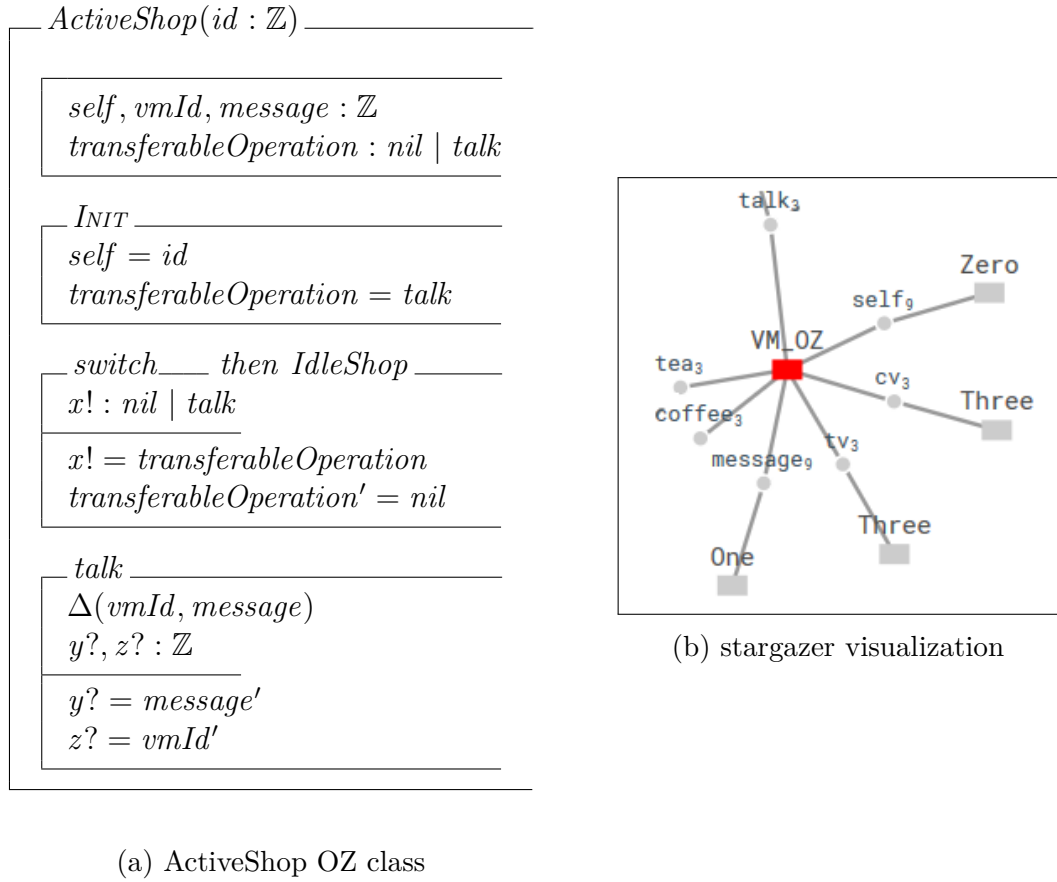 ActiveShop(id : ℤ)
self, vmId, message : ℤ
transferableOperation : nil | talk
INIT
self = id
transferableOperation = talk
switch then IdleShop
x! : nil | talk
x! = transferableOperation
transferableOperation′ = nil
talk
Δ(vmId, message)
y?, z? : ℤ
y? = message′
z? = vmId′
(a) ActiveShop OZ class
talk₃
Zero
self₉
VM_OZ
tea₃
cv₃
Three
coffee₃
tv₃
message₉
Three
One
(b) stargazer visualization